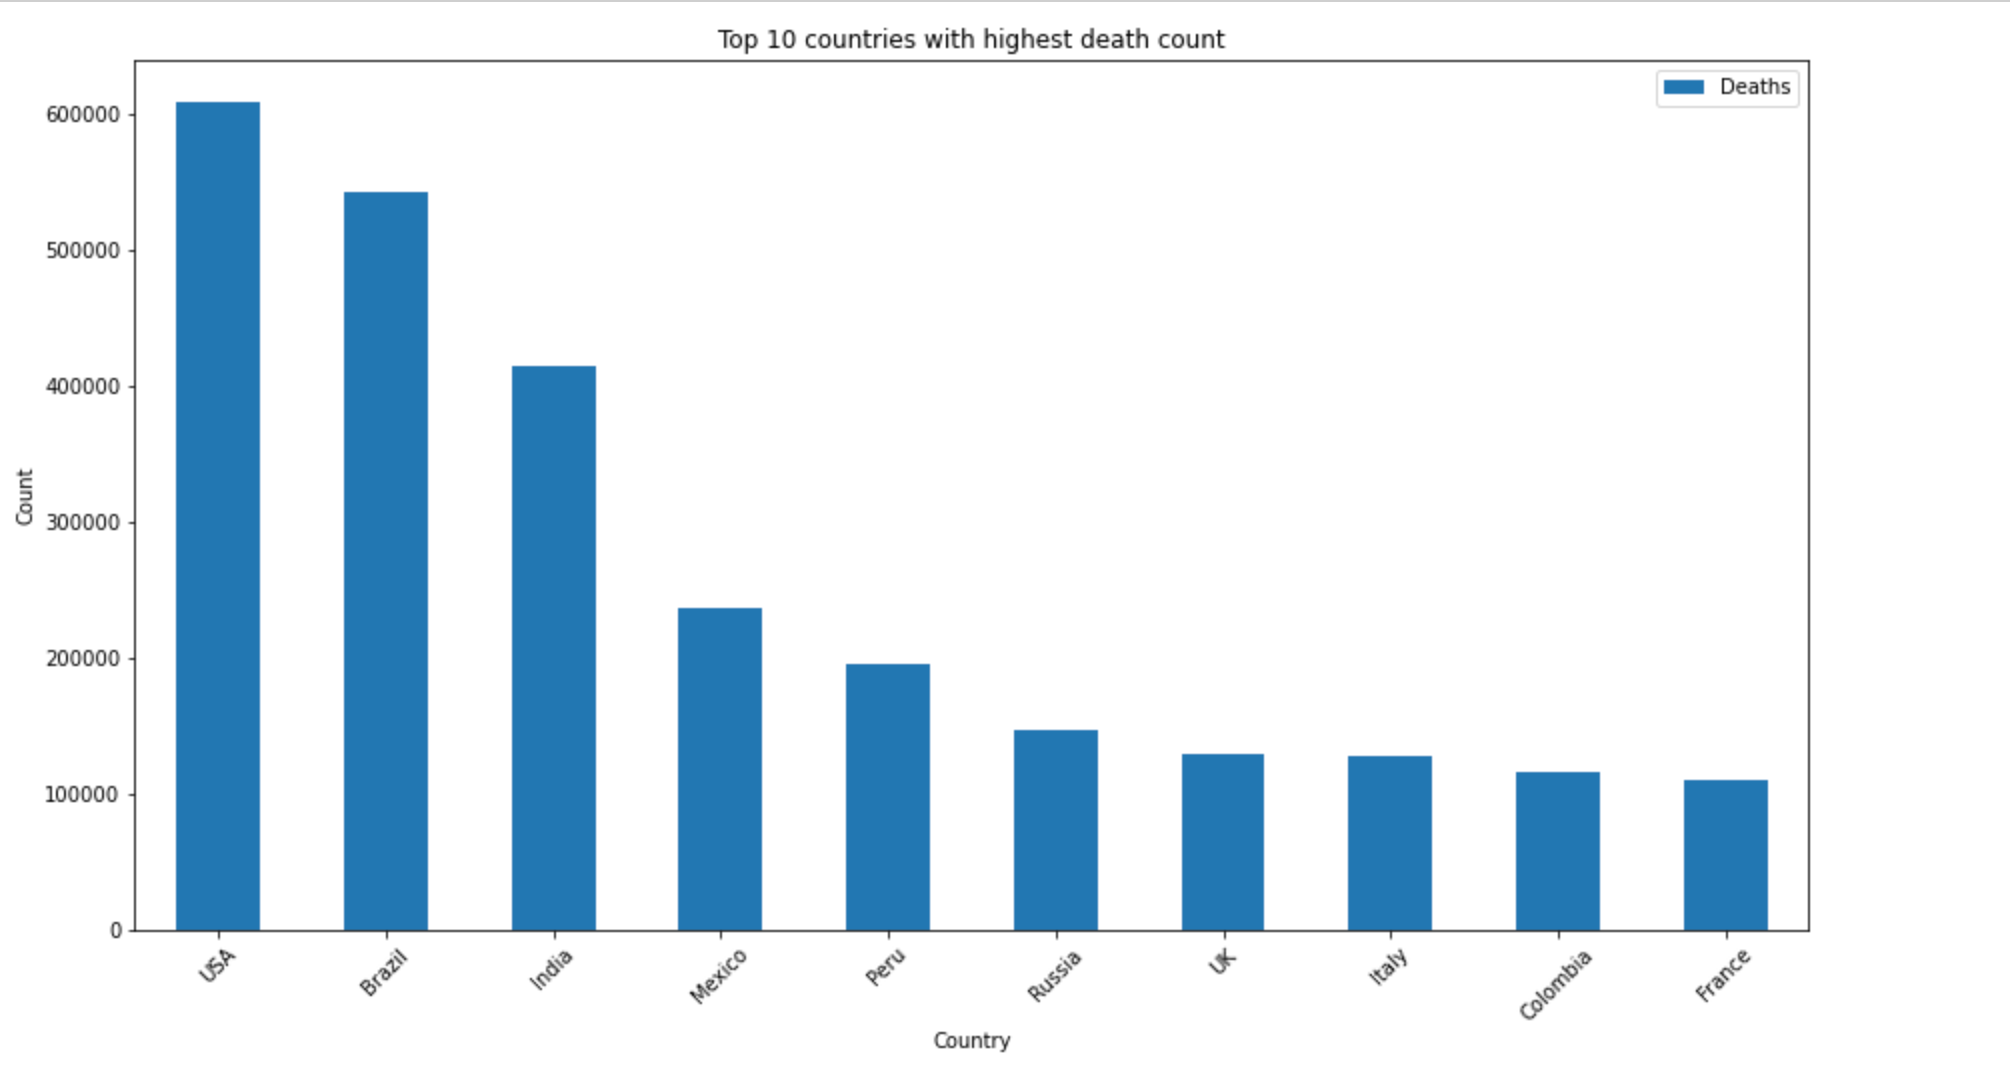 Top 10 countries with highest death count
Deaths
600000
500000
400000
300000
200000
100000
0
Count
USA
Brazil
India
Mexico
Peru
Russia
UK
Italy
Colombia
France
Country